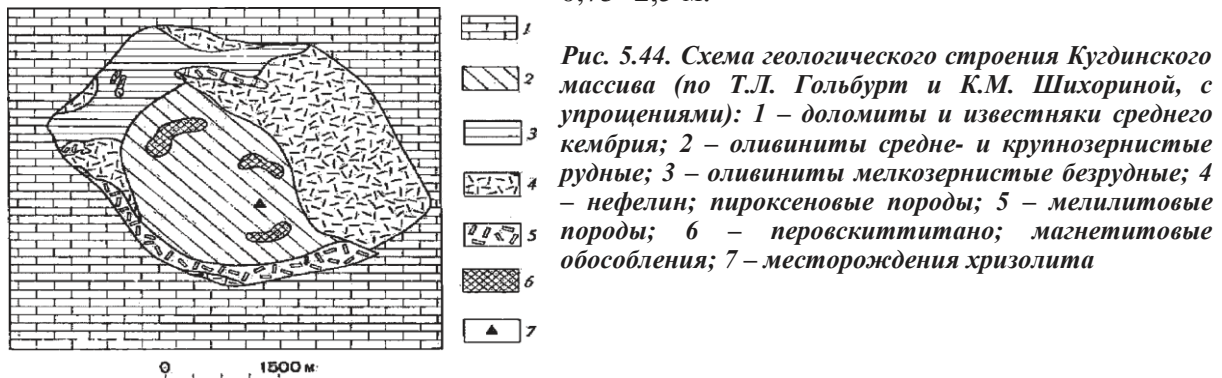 0,75–2,5 м.
Рис. 5.44. Схема геологического строения Кугдинского
массива (по Т.Л. Гольбурт и К.М. Шихориной, с
упрощениями): 1 – доломиты и известняки среднего
кембрия; 2 – оливиниты средне- и крупнозернистые
рудные; 3 – оливиниты мелкозернистые безрудные; 4
– нефелин; пироксеновые породы; 5 – мелилитовые
породы; 6 – перовскиттитано; магнетитовые
обособления; 7 – месторождения хризолита
1
2
3
4
5
6
7
0 1500 м